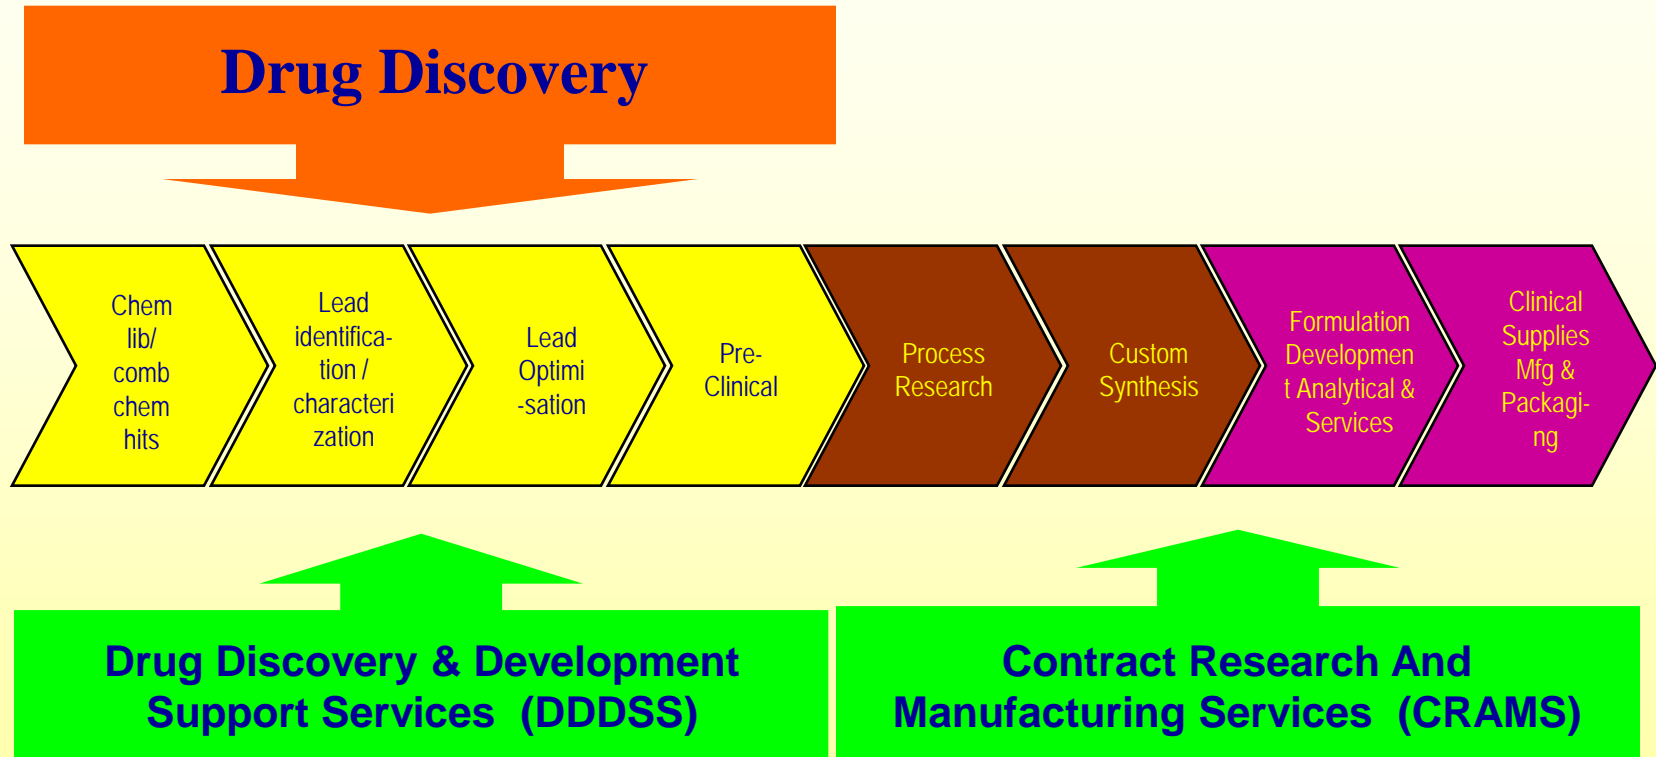 Drug Discovery
Chem
lib/
comb
chem
hits
Lead
identifica-
tion /
characteri
zation
Lead
Optimi
-sation
Pre-
Clinical
Process
Research
Custom
Synthesis
Formulation
Developmen
t Analytical &
Services
Clinical
Supplies
Mfg &
Packagi-
ng
Drug Discovery & Development
Support Services (DDDSS)
Contract Research And
Manufacturing Services (CRAMS)